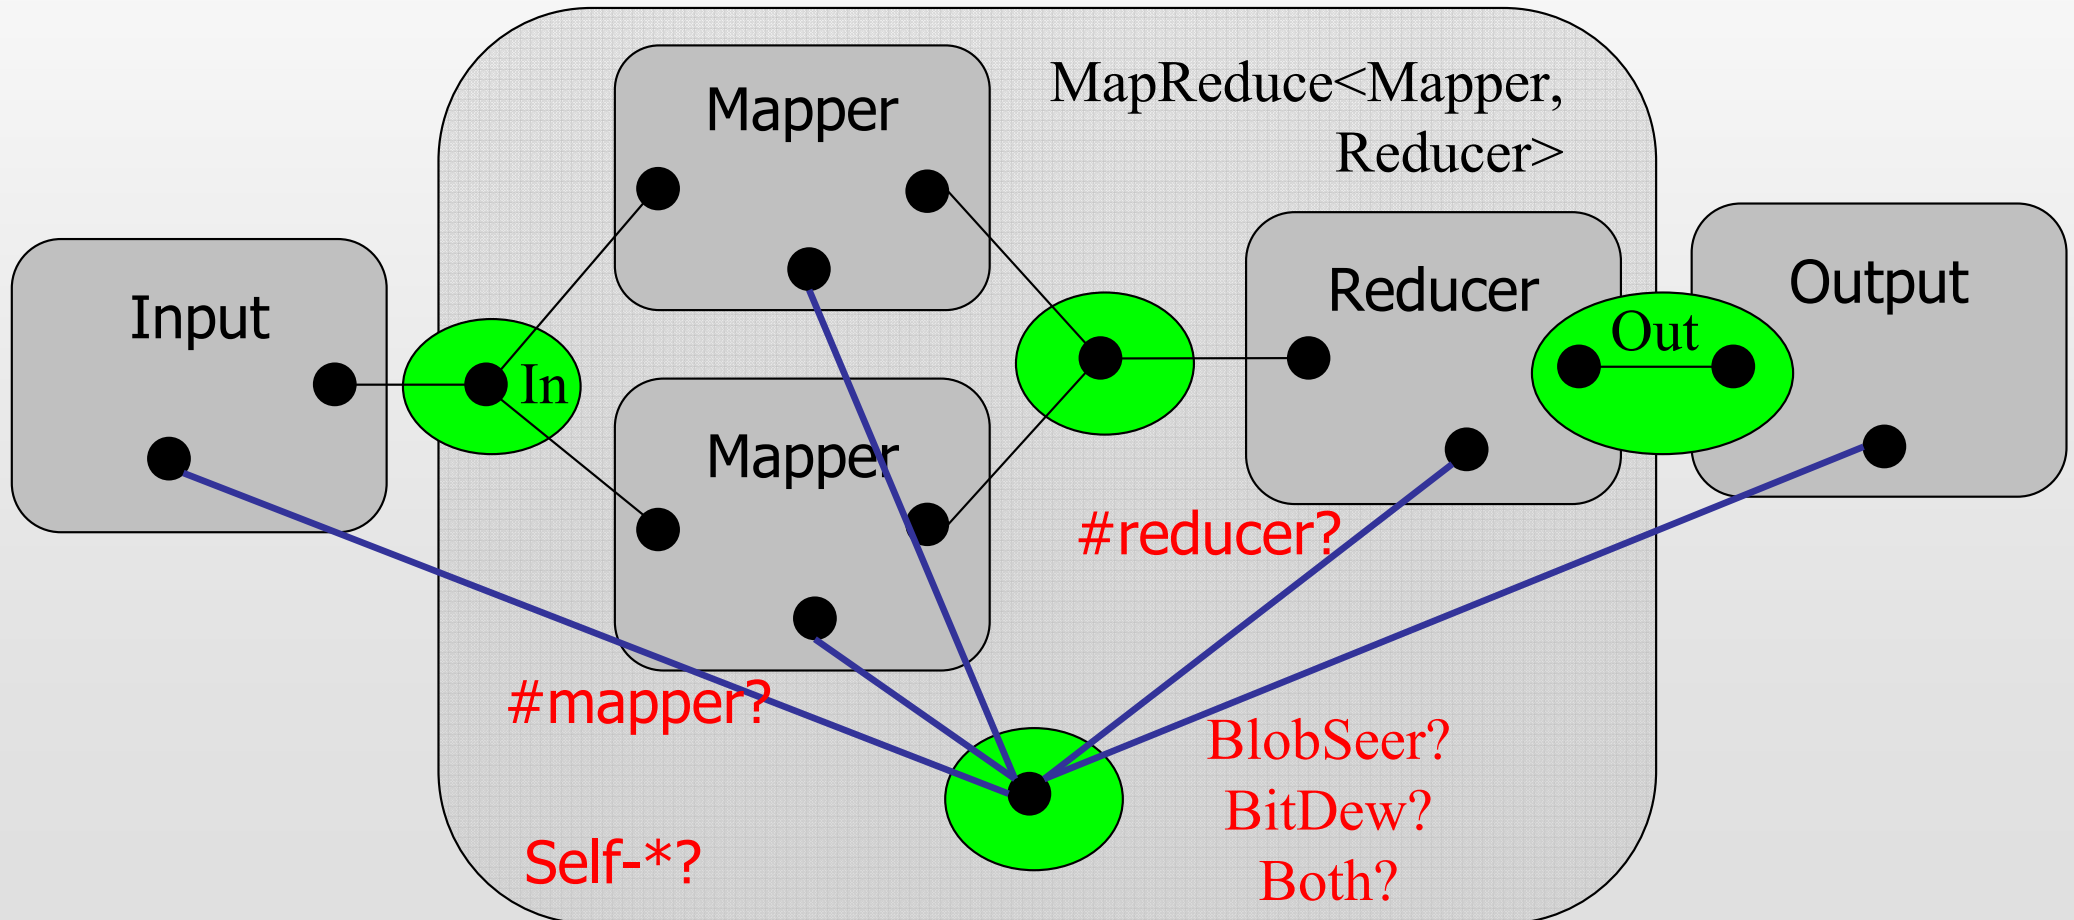 Mapper
MapReduce<Mapper,
Reducer>
Input
In
Mapper
Reducer
Out
Output
#reducer?
#mapper?
BlobSeer?
BitDew?
Both?
Self-*?